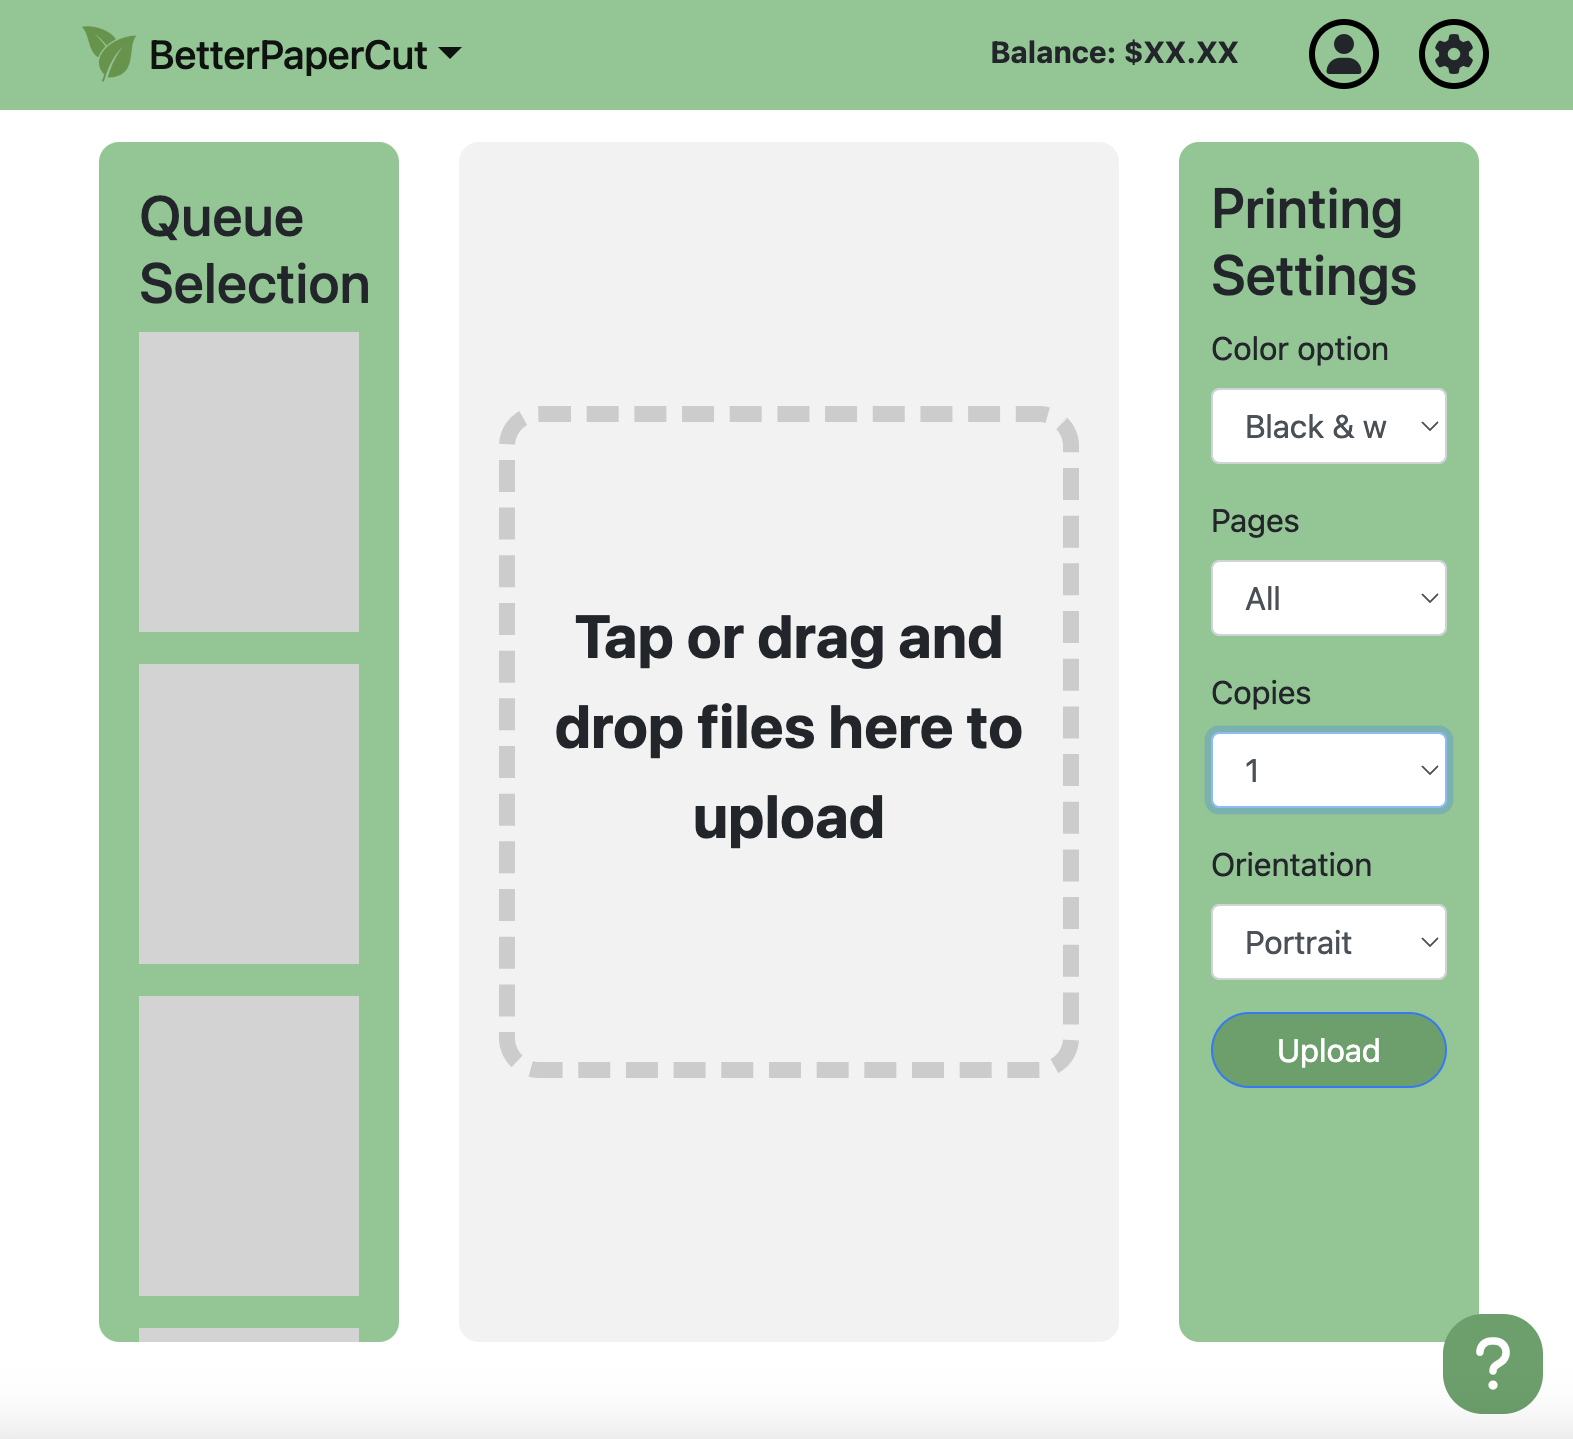 BetterPaperCut
Balance: $XX.XX
Queue
Selection
Tap or drag and
drop files here to
upload
Printing
Settings
Color option
Black & w
Pages
All
Copies
1
Orientation
Portrait
Upload
?